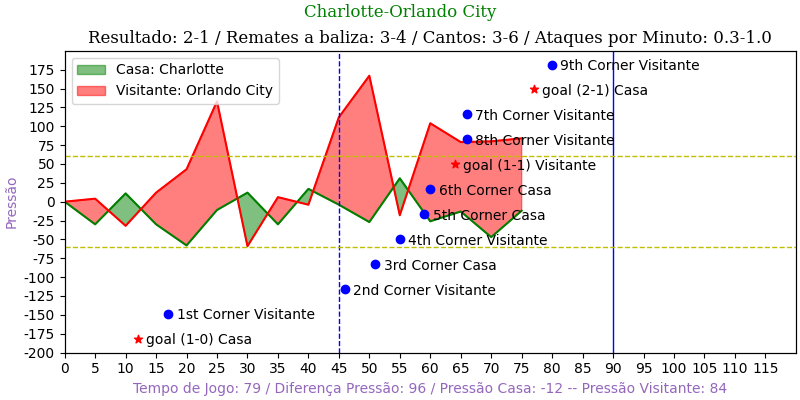 Charlotte-Orlando City
Resultado: 2-1 / Remates a baliza: 3-4 / Cantos: 3-6 / Ataques por Minuto: 0.3-1.0
Casa: Charlotte
Visitante: Orlando City
9th Corner Visitante
goal (2-1) Casa
7th Corner Visitante
8th Corner Visitante
goal (1-1) Visitante
6th Corner Casa
5th Corner Casa
4th Corner Visitante
3rd Corner Casa
2nd Corner Visitante
1st Corner Visitante
goal (1-0) Casa
Pressão
175
150
125
100
75
50
25
0
-25
-50
-75
-100
-125
-150
-175
-200
0 5 10 15 20 25 30 35 40 45 50 55 60 65 70 75 80 85 90 95 100 105 110 115
Tempo de Jogo: 79 / Diferença Pressão: 96 / Pressão Casa: -12 -- Pressão Visitante: 84